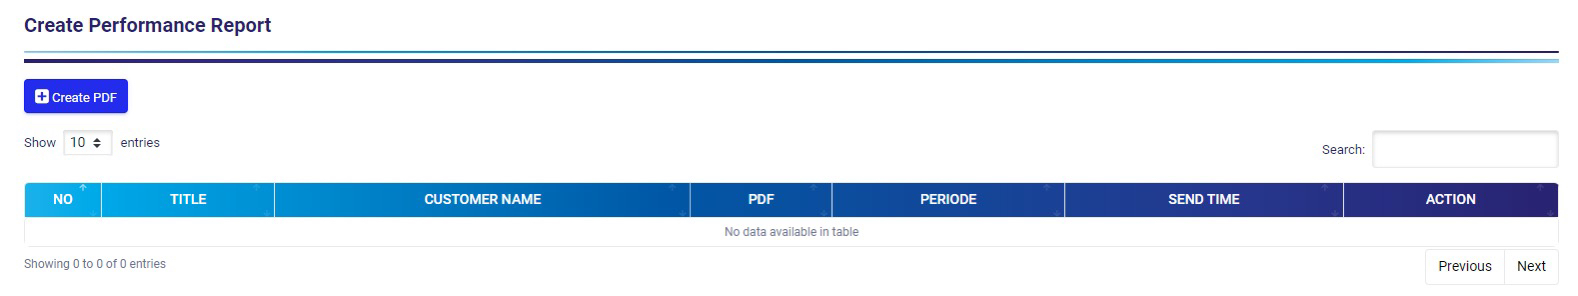 Create Performance Report
Create PDF
Show 10 entries
Search:
NO TITLE CUSTOMER NAME PDF PERIODE SEND TIME ACTION
No data available in table
Showing 0 to 0 of 0 entries
Previous Next